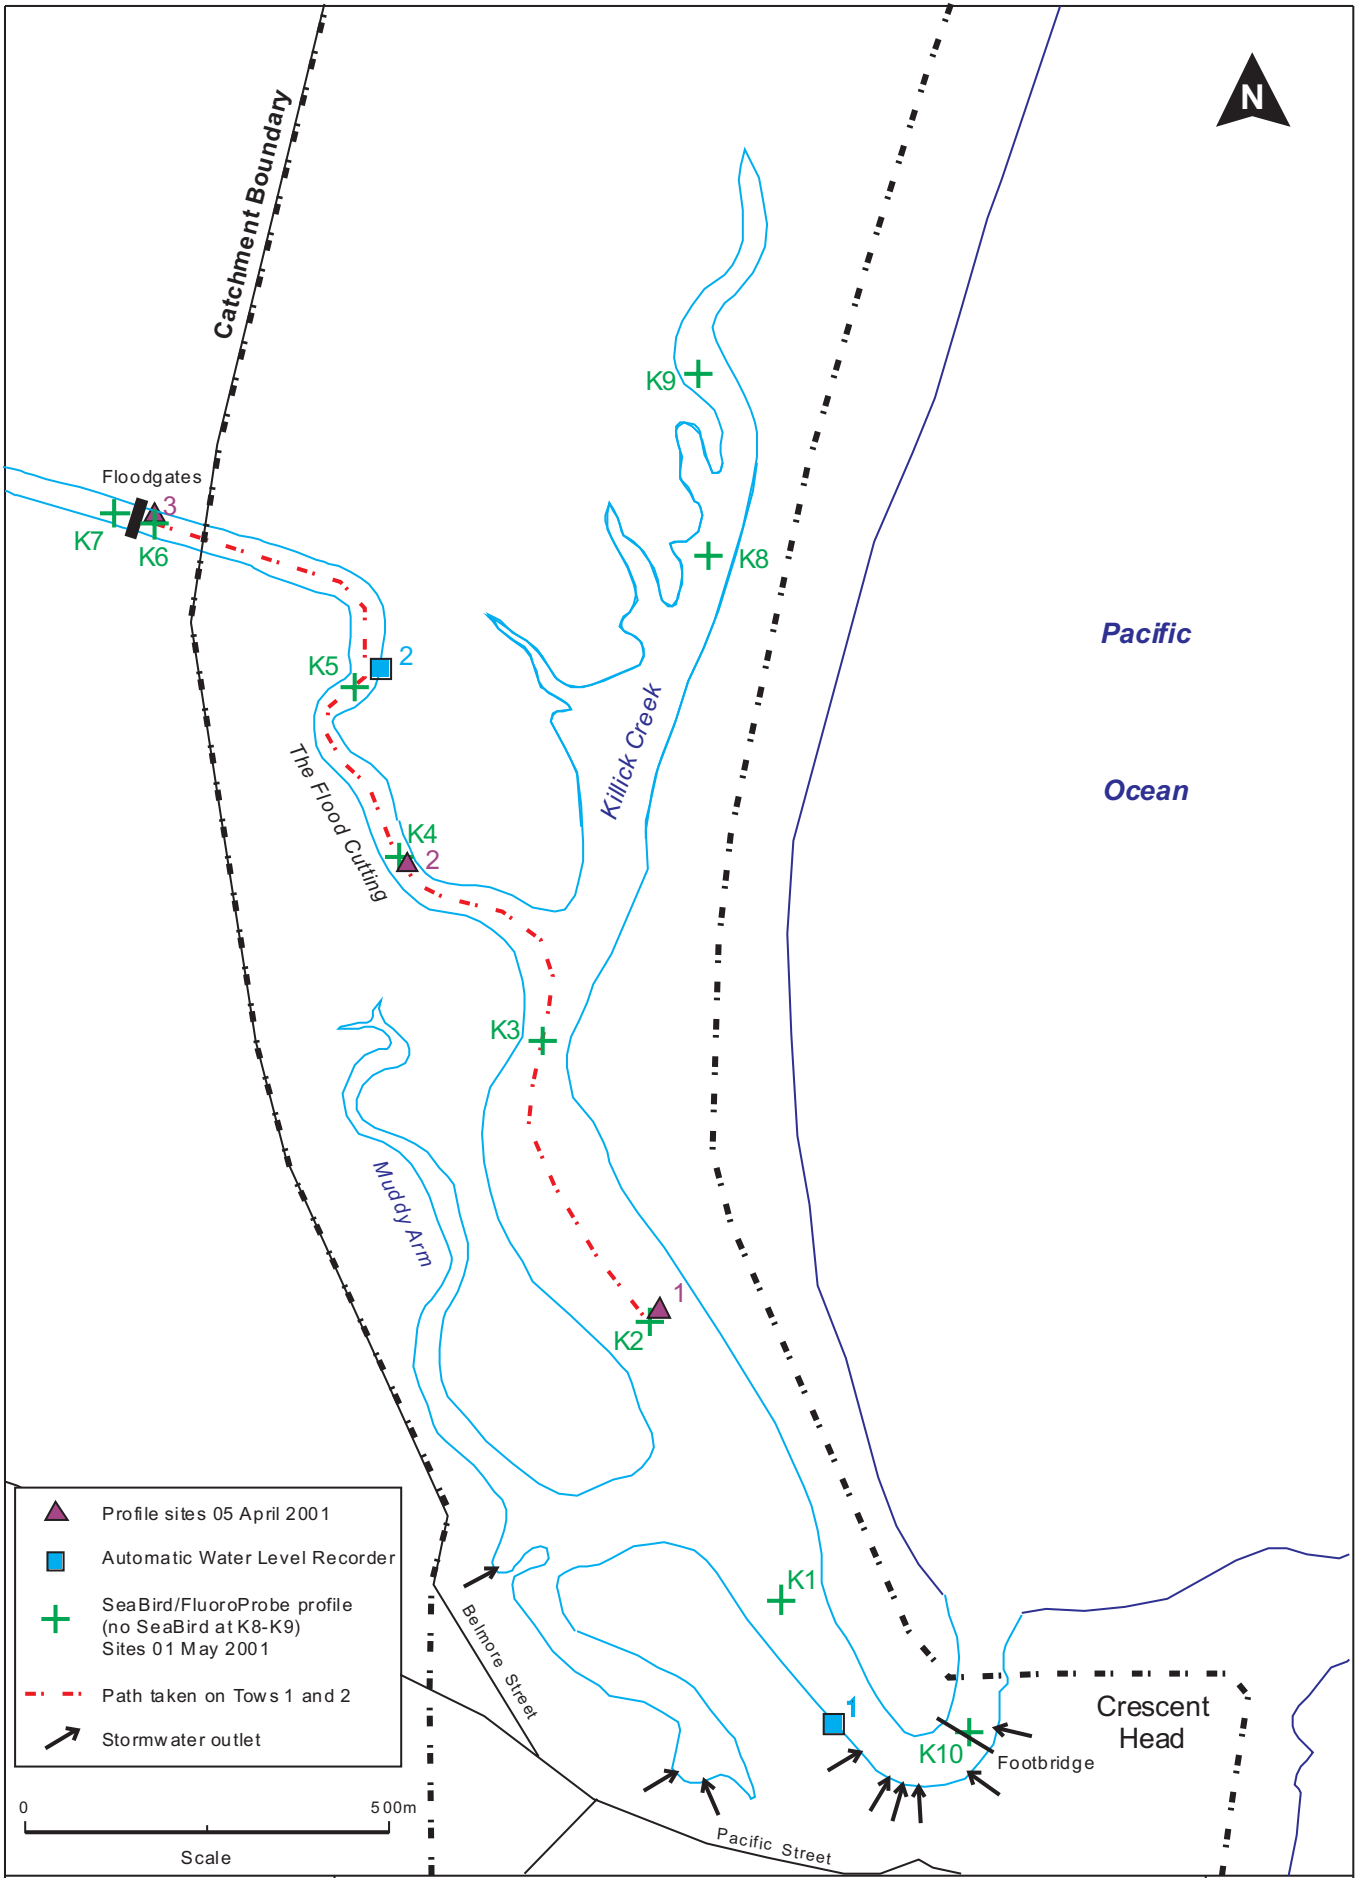 N
Catchment Boundary
K9
Floodgates
3
K7
K6
K8
Pacific
2
K5
Killick Creek
The Flood Cutting
Ocean
K4
2
K3
Muddy Arm
1
K2
Profile sites 05 April 2001
Automatic Water Level Recorder
SeaBird/FluoroProbe profile
(no SeaBird at K8-K9)
Sites 01 May 2001
Path taken on Tows 1 and 2
Stormwater outlet
K1
Belmore Street
1
Crescent
Head
K10
Footbridge
0
500m
Scale
Pacific Street